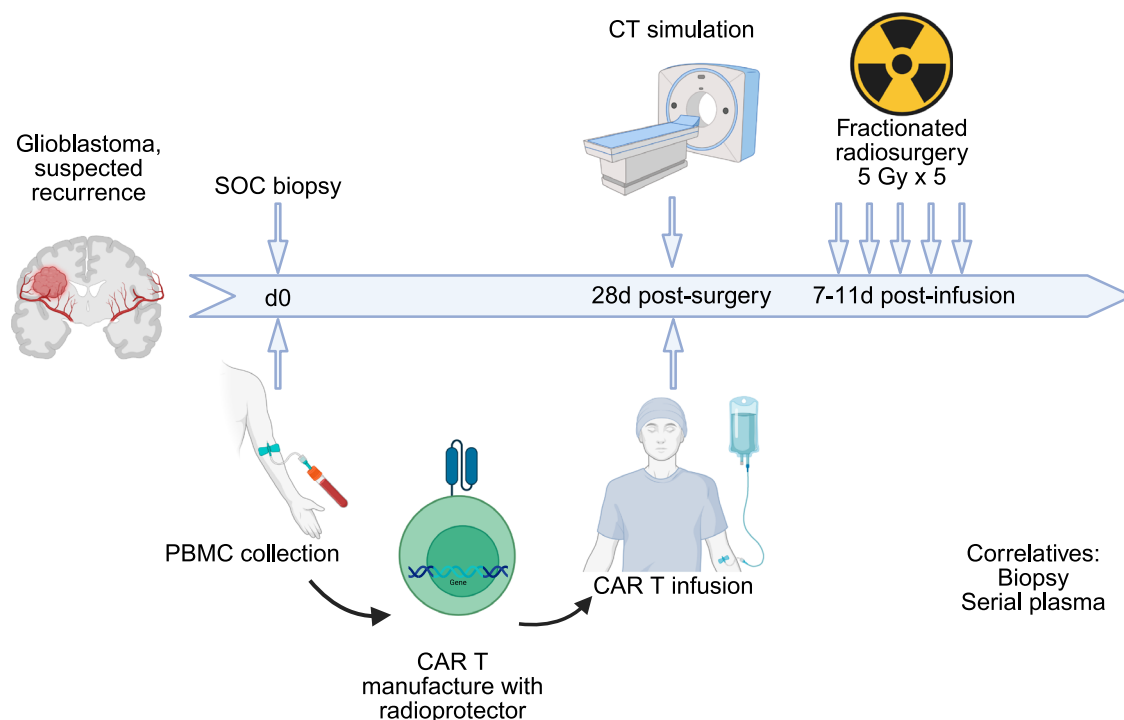 CT simulation
Glioblastoma,
suspected
recurrence
SOC biopsy
Fractionated
radiosurgery
5 Gy x 5
d0
28d post-surgery
7-11d post-infusion
PBMC collection
Gene
CAR T
manufacture with
radioprotector
CAR T infusion
Correlatives:
Biopsy
Serial plasma